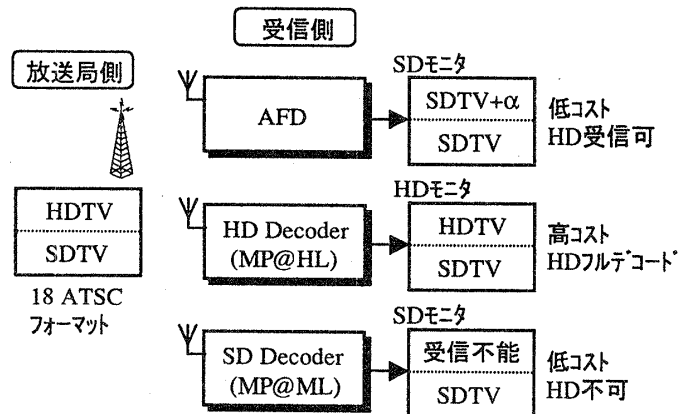 受信側
放送局側
HDTV
SDTV
18 ATSC
フォーマット
AFD
SDモニタ
SDTV+α
SDTV
低コスト
HD受信可
HD Decoder
(MP@HL)
HDモニタ
HDTV
SDTV
高コスト
HDフルデコード
SD Decoder
(MP@ML)
SDモニタ
受信不能
SDTV
低コスト
HD不可